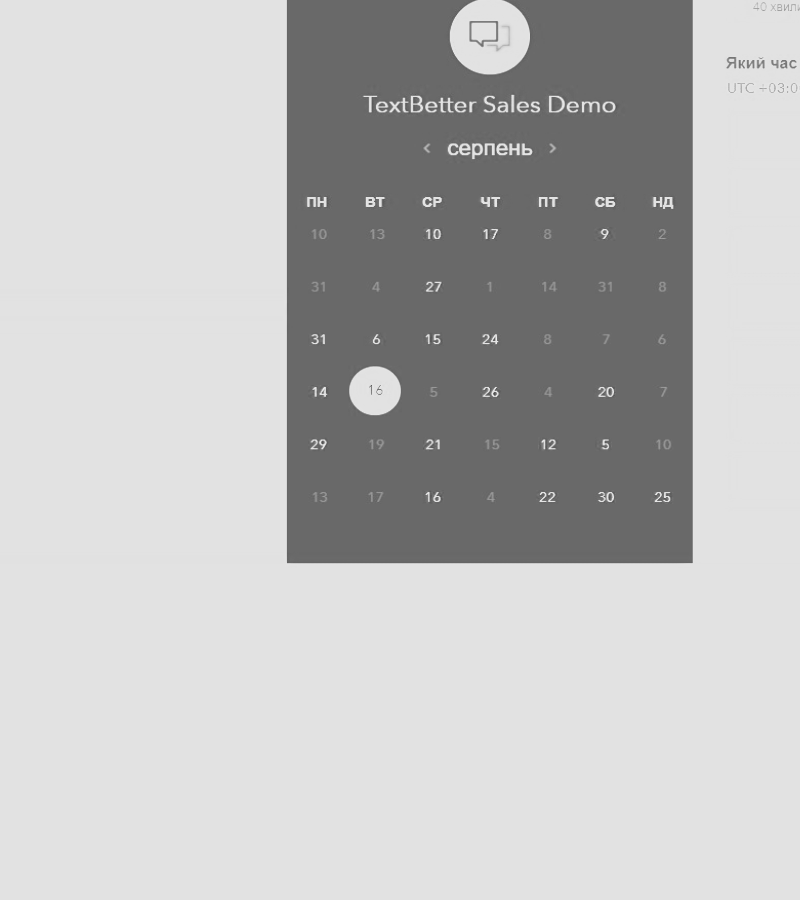 40 хвили
Який час
UTC +03:0
TextBetter Sales Demo
серпень
ПН ВТ СР ЧТ ПТ СБ НД
10 13 10 17 8 9 2
31 4 27 1 14 31 8
31 6 15 24 8 7 6
14 16 5 26 4 20 7
29 19 21 15 12 5 10
13 17 16 4 22 30 25